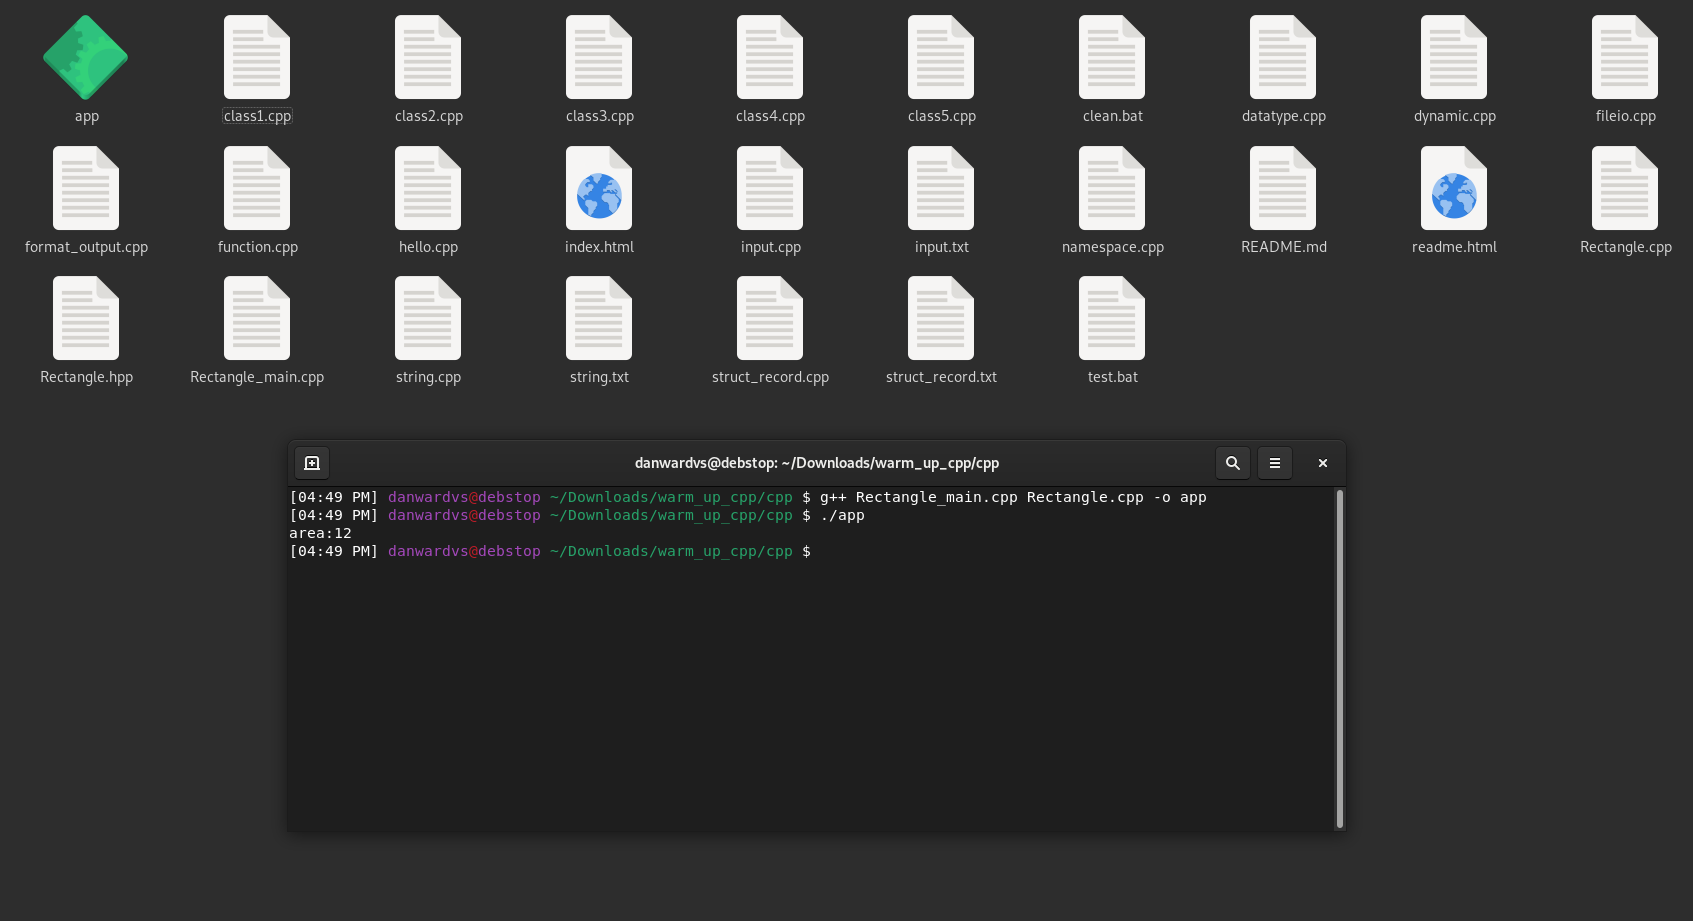 app class1.cpp class2.cpp class3.cpp class4.cpp class5.cpp clean.bat datatype.cpp dynamic.cpp fileio.cpp
format_output.cpp function.cpp hello.cpp index.html input.cpp input.txt namespace.cpp README.md readme.html Rectangle.cpp
Rectangle.hpp Rectangle_main.cpp string.cpp string.txt struct_record.cpp struct_record.txt test.bat
danwardvs@debstop: ~/Downloads/warm_up_cpp/cpp
[04:49 PM] danwardvs@debstop ~/Downloads/warm_up_cpp/cpp $ g++ Rectangle_main.cpp Rectangle.cpp -o app
[04:49 PM] danwardvs@debstop ~/Downloads/warm_up_cpp/cpp $ ./app
area:12
[04:49 PM] danwardvs@debstop ~/Downloads/warm_up_cpp/cpp $